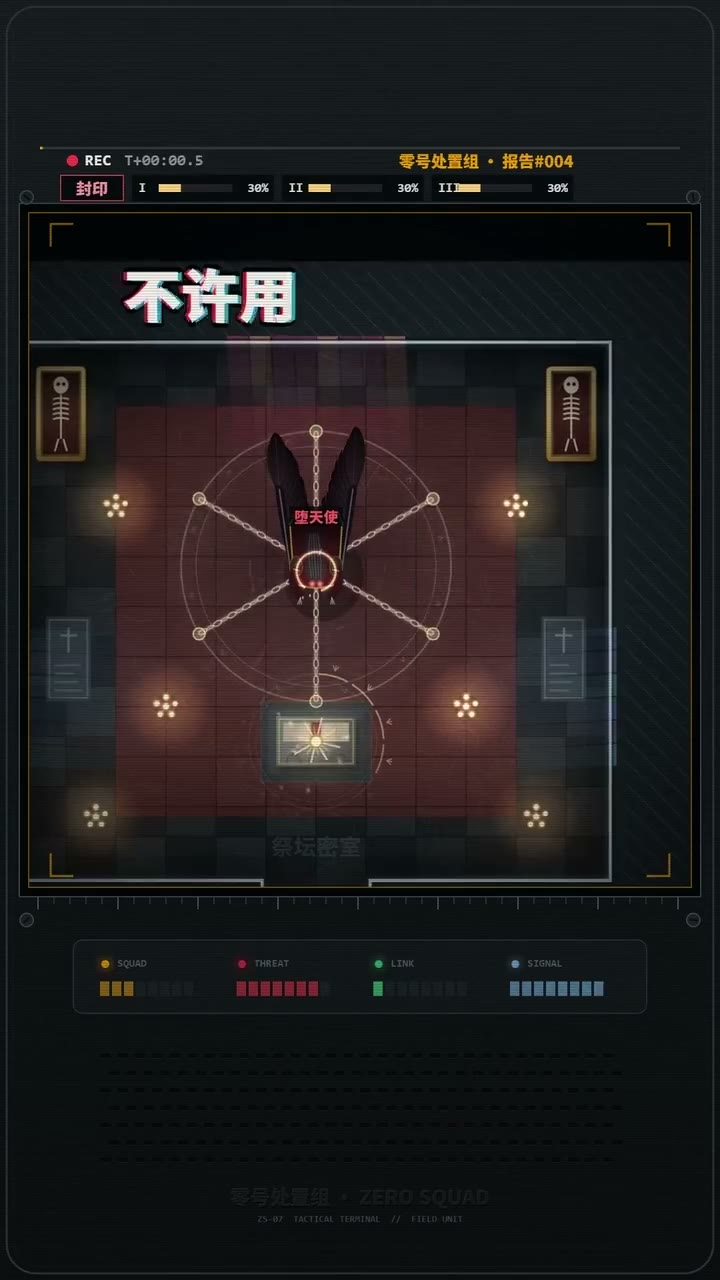 REC T+00:00.5 零号处置组 • 报告#004
封印 I 30% II 30% III 30%
不许用
堕天使
祭坛密室
SQUAD THREAT LINK SIGNAL
零号处置组 • ZERO SQUAD
ZS-07 TACTICAL TERMINAL // FIELD UNIT